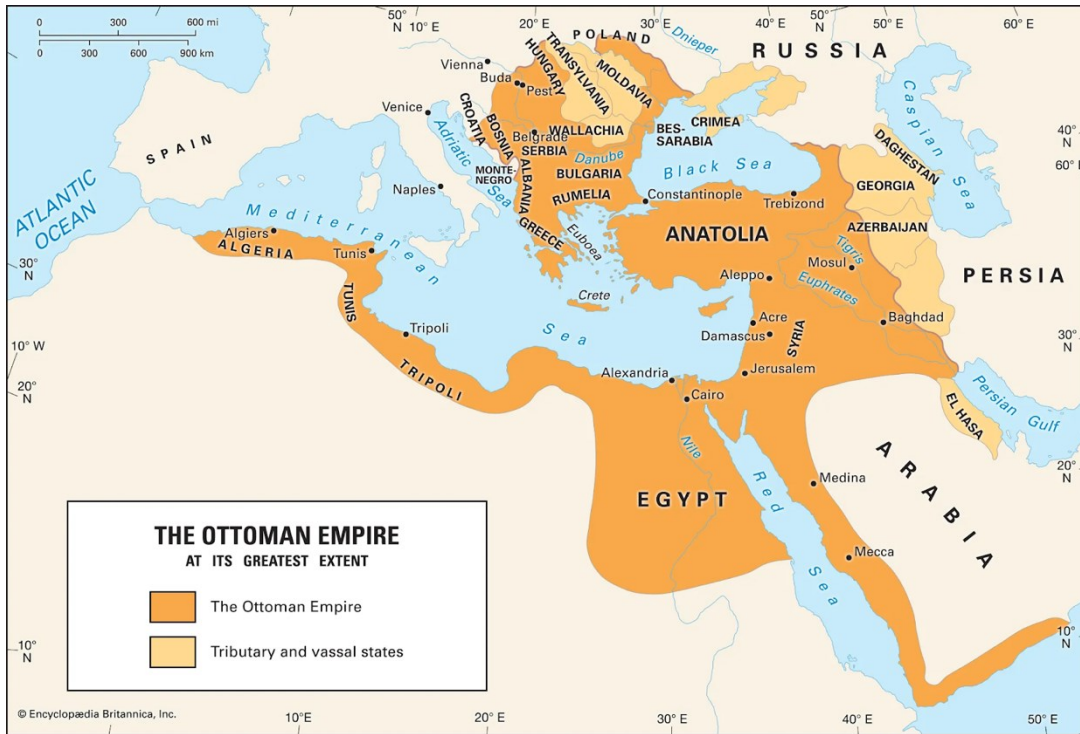 0 300 600 mi
0 300 600 900 km
50° N
10°E
20° E
30° E
40° E
50° N
50° E
60° E
POLAND
Dnieper
RUSSIA
Vienna
HUNGARY
TRANSYLVANIA
MOLDAVIA
Buda
Pest
Venice
CROATIA
BOSNIA
WALLACHIA
BES-
SARABIA
CRIMEA
Caspian Sea
40° N
60° E
SPAIN
Adriatic Sea
Belgrade
SERBIA
Danube
Black Sea
DAGHESTAN
MONTE-
NEGRO
ALBANIA
BULGARIA
GEORGIA
ATLANTIC
OCEAN
Naples
RUMELIA
Constantinople
Trebizond
Mediterranean Sea
GREECE
Euboea
ANATOLIA
AZERBAIJAN
Algiers
ALGERIA
Tunis
Tigris
Mosul
PERSIA
30° N
TUNIS
Crete
Aleppo
Euphrates
Tripoli
Acre
Damascus
SYRIA
Baghdad
30° N
10° W
20° N
TRIPOLI
Alexandria
Jerusalem
Cairo
EL HASA
Persian Gulf
Nile
Red Sea
ARABIA
20° N
EGYPT
Medina
Mecca
THE OTTOMAN EMPIRE
AT ITS GREATEST EXTENT
The Ottoman Empire
Tributary and vassal states
10° N
10° N
© Encyclopædia Britannica, Inc.
10°E
20° E
30° E
40° E
50° E